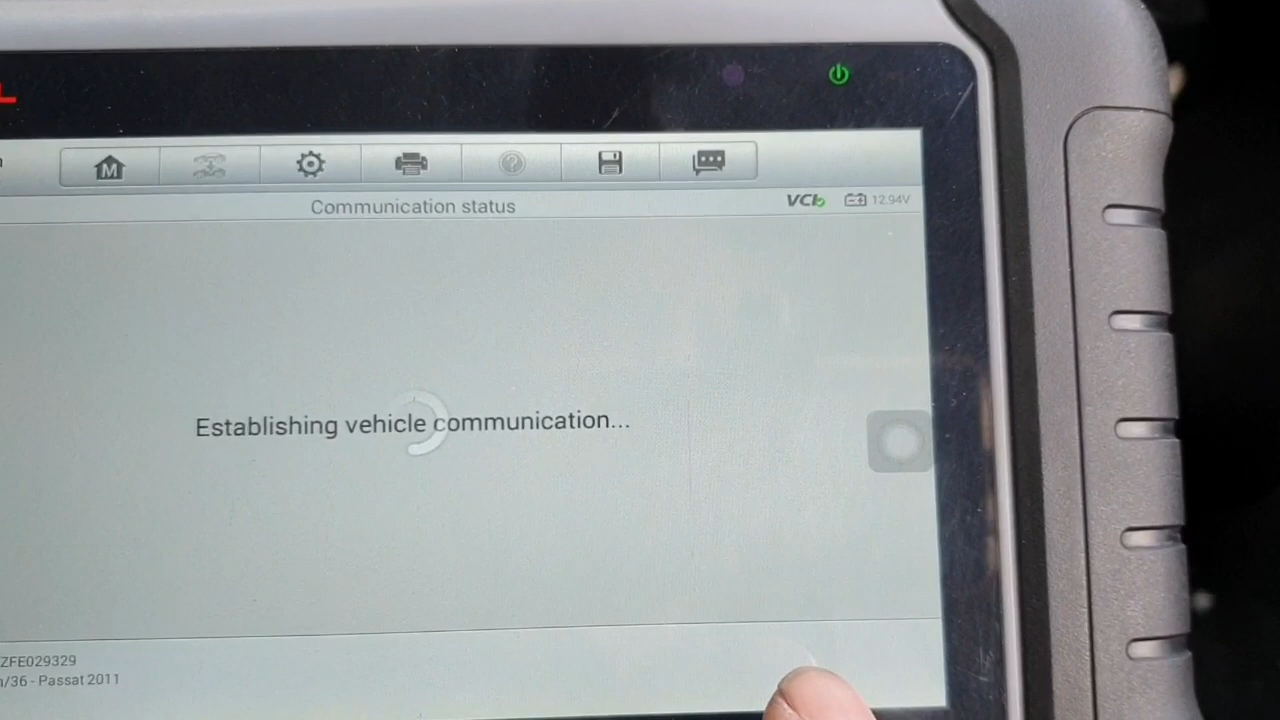 M
Communication status
VCI
12.94V
Establishing vehicle communication...
ZFE029329
/36 - Passat 2011